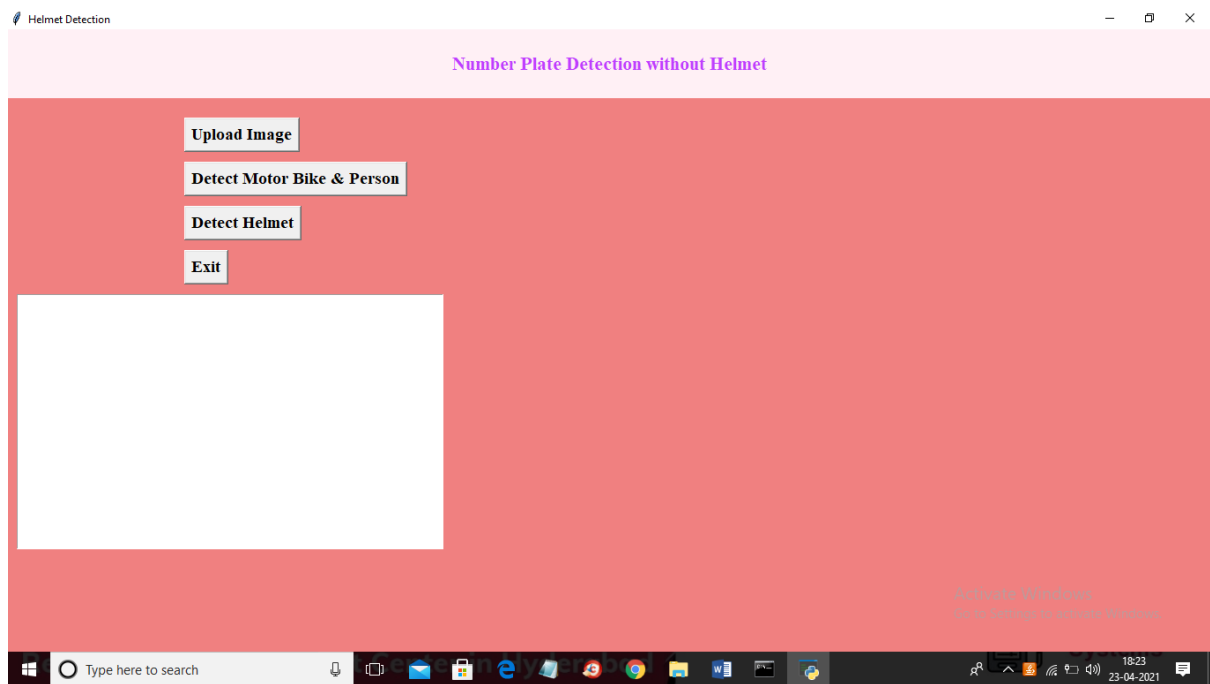 Helmet Detection
Number Plate Detection without Helmet
Upload Image
Detect Motor Bike & Person
Detect Helmet
Exit
Activate Windows
Go to Settings to activate Windows.
Type here to search
18:23
23-04-2021